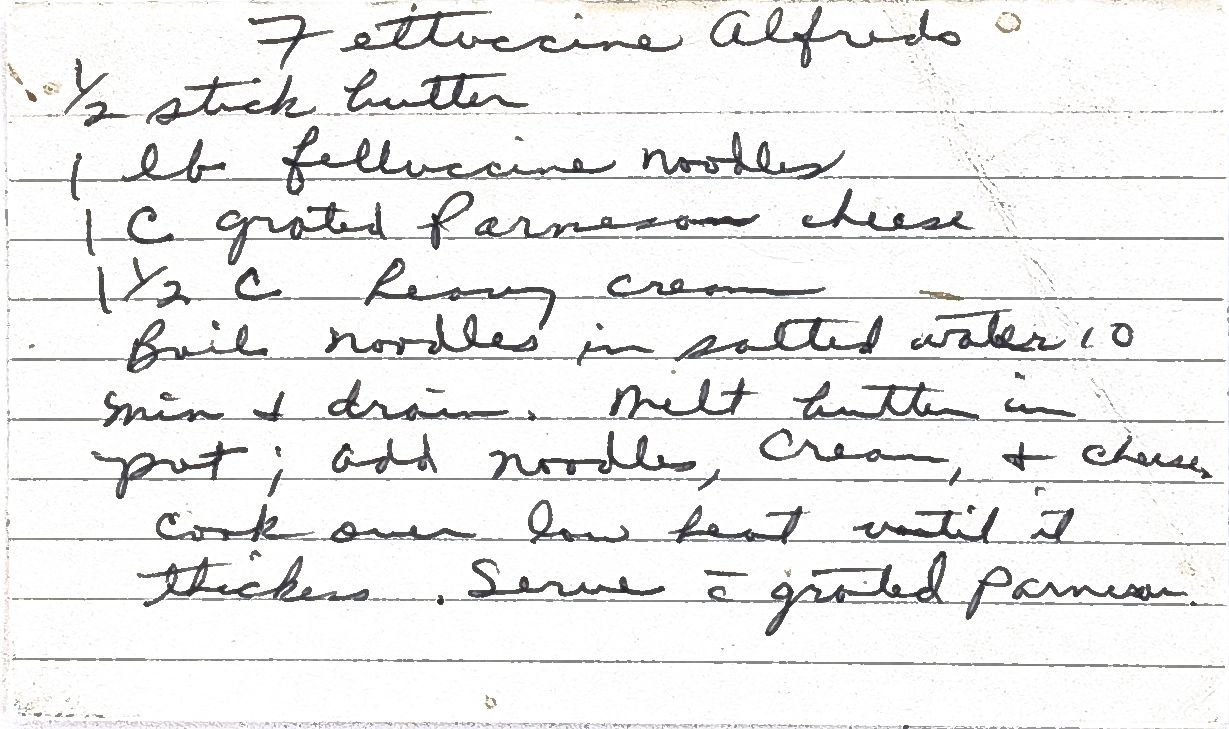 Fettuccine Alfredo
1/2 stick butter
1 lb fettuccine noodles
1 C grated Parmesan cheese
1 1/2 C heavy cream
Boil noodles in salted water 10
min & drain. Melt butter in
pot; add noodles, cream, & cheese.
cook over low heat until it
thickens. Serve c̄ grated Parmesan.